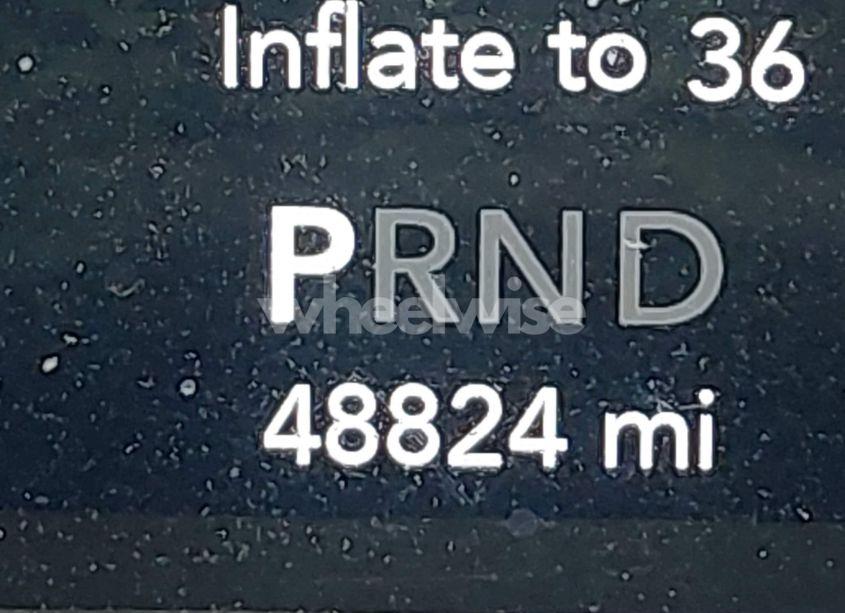 Inflate to 36
PRND
wheelwise
48824 mi